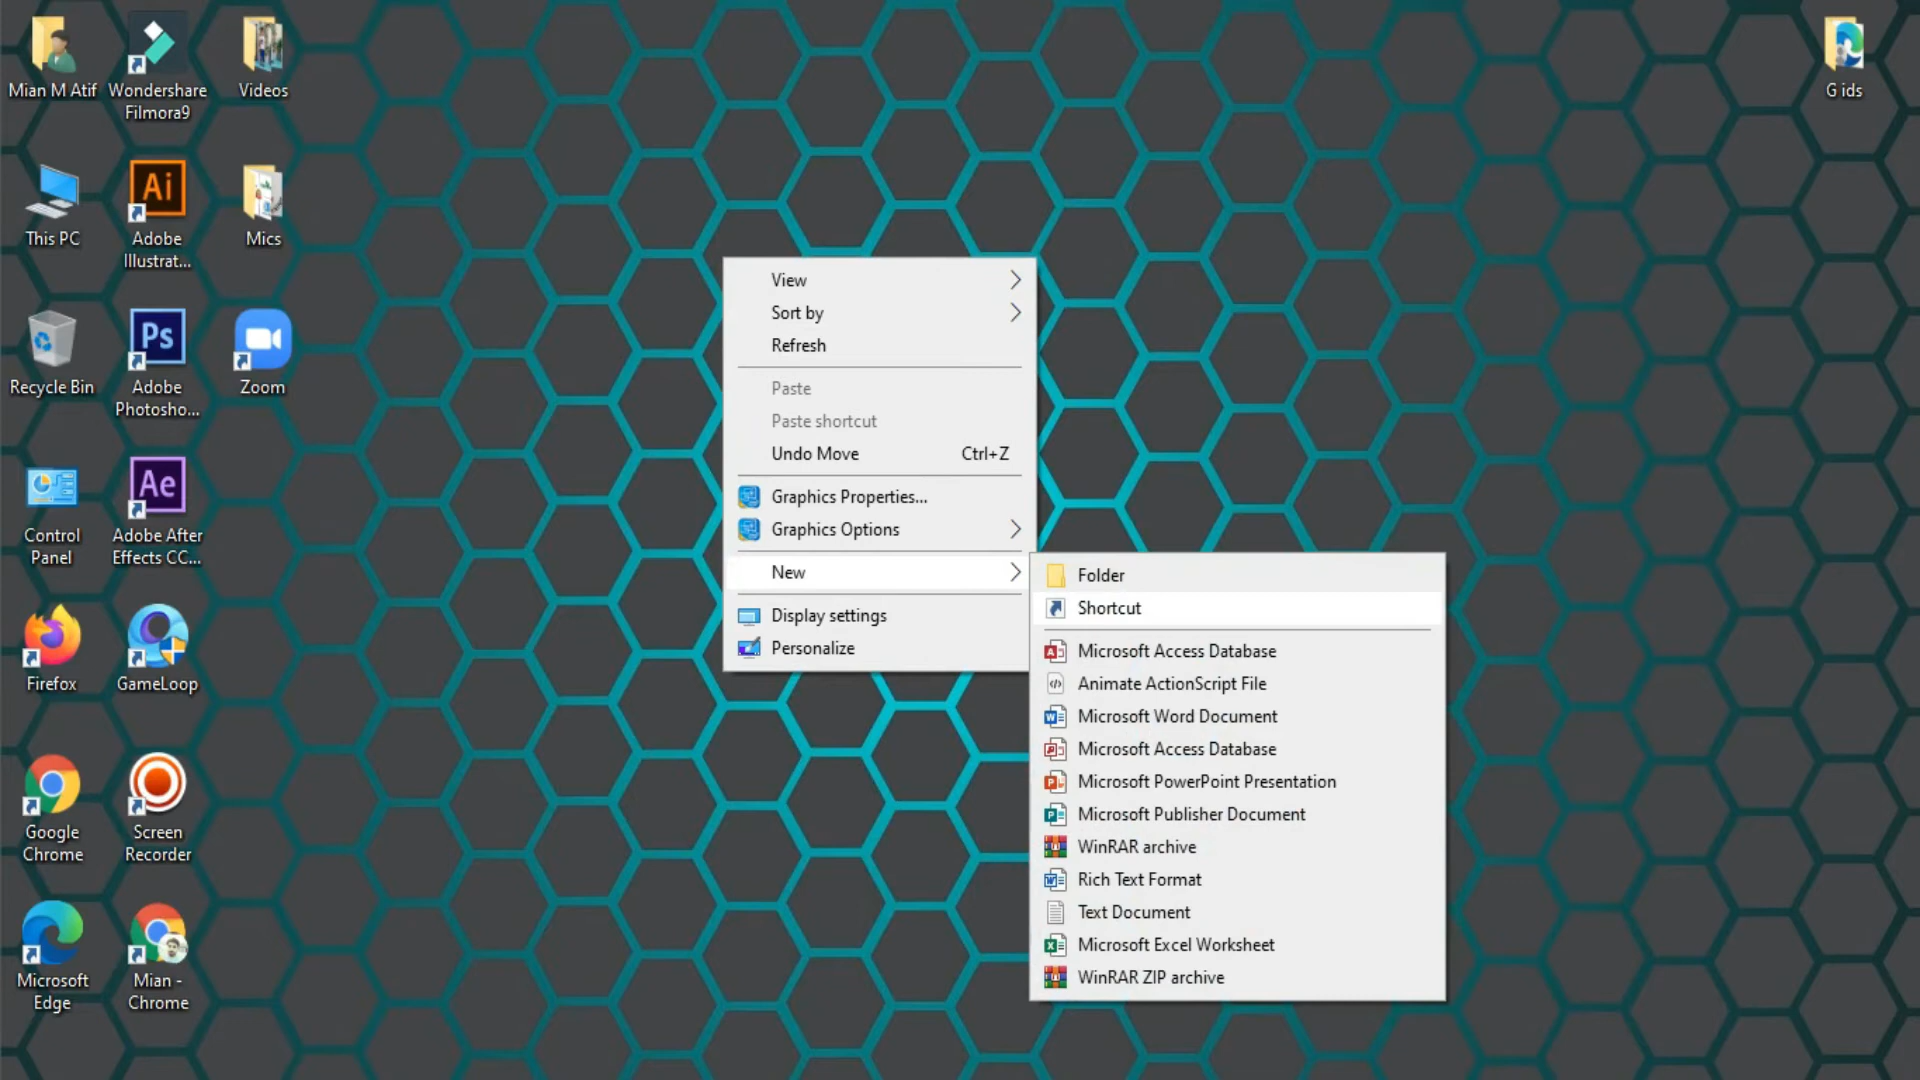 Mian M Atif
Wondershare
Filmora9
Videos
G ids
This PC
Ai
Adobe
Illustrat...
Mics
Recycle Bin
Ps
Adobe
Photosho...
Zoom
Control
Panel
Ae
Adobe After
Effects CC...
Firefox
GameLoop
Google
Chrome
Screen
Recorder
Microsoft
Edge
Mian -
Chrome
View
Sort by
Refresh
Paste
Paste shortcut
Undo Move Ctrl+Z
Graphics Properties...
Graphics Options
New
Display settings
Personalize
Folder
Shortcut
Microsoft Access Database
Animate ActionScript File
Microsoft Word Document
Microsoft Access Database
Microsoft PowerPoint Presentation
Microsoft Publisher Document
WinRAR archive
Rich Text Format
Text Document
Microsoft Excel Worksheet
WinRAR ZIP archive